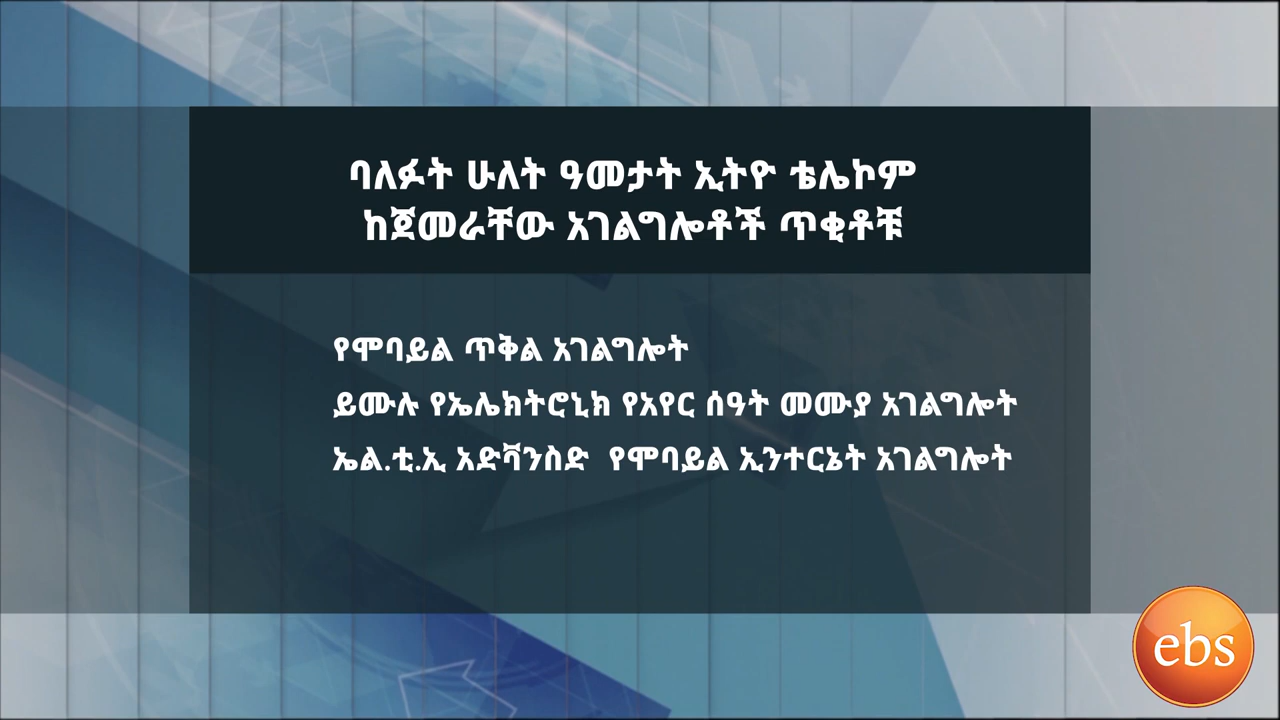 ባለፉት ሁለት ዓመታት ኢትዮ ቴሌኮም
ከጀመራቸው አገልግሎቶች ጥቂቶቹ
የሞባይል ጥቅል አገልግሎት
ይሙሉ የኤሌክትሮኒክ የአየር ሰዓት መሙያ አገልግሎት
ኤል.ቲ.ኢ አድቫንስድ የሞባይል ኢንተርኔት አገልግሎት
ebs